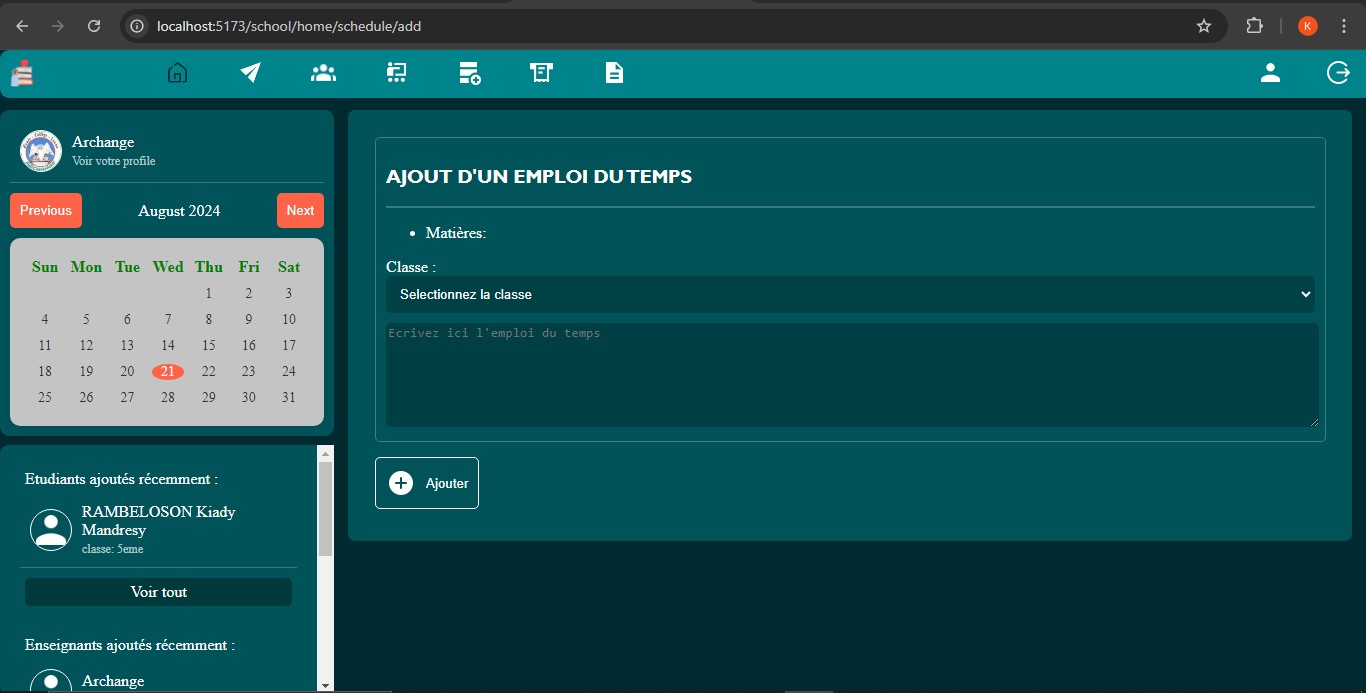 localhost:5173/school/home/schedule/add
K
Archange
Voir votre profile
Previous
August 2024
Next
Sun Mon Tue Wed Thu Fri Sat
1 2 3
4 5 6 7 8 9 10
11 12 13 14 15 16 17
18 19 20 21 22 23 24
25 26 27 28 29 30 31
Etudiants ajoutés récemment :
RAMBELOSON Kiady
Mandresy
classe: 5eme
Voir tout
Enseignants ajoutés récemment :
Archange
AJOUT D'UN EMPLOI DU TEMPS
• Matières:
Classe :
Selectionnez la classe
Ecrivez ici l'emploi du temps
Ajouter